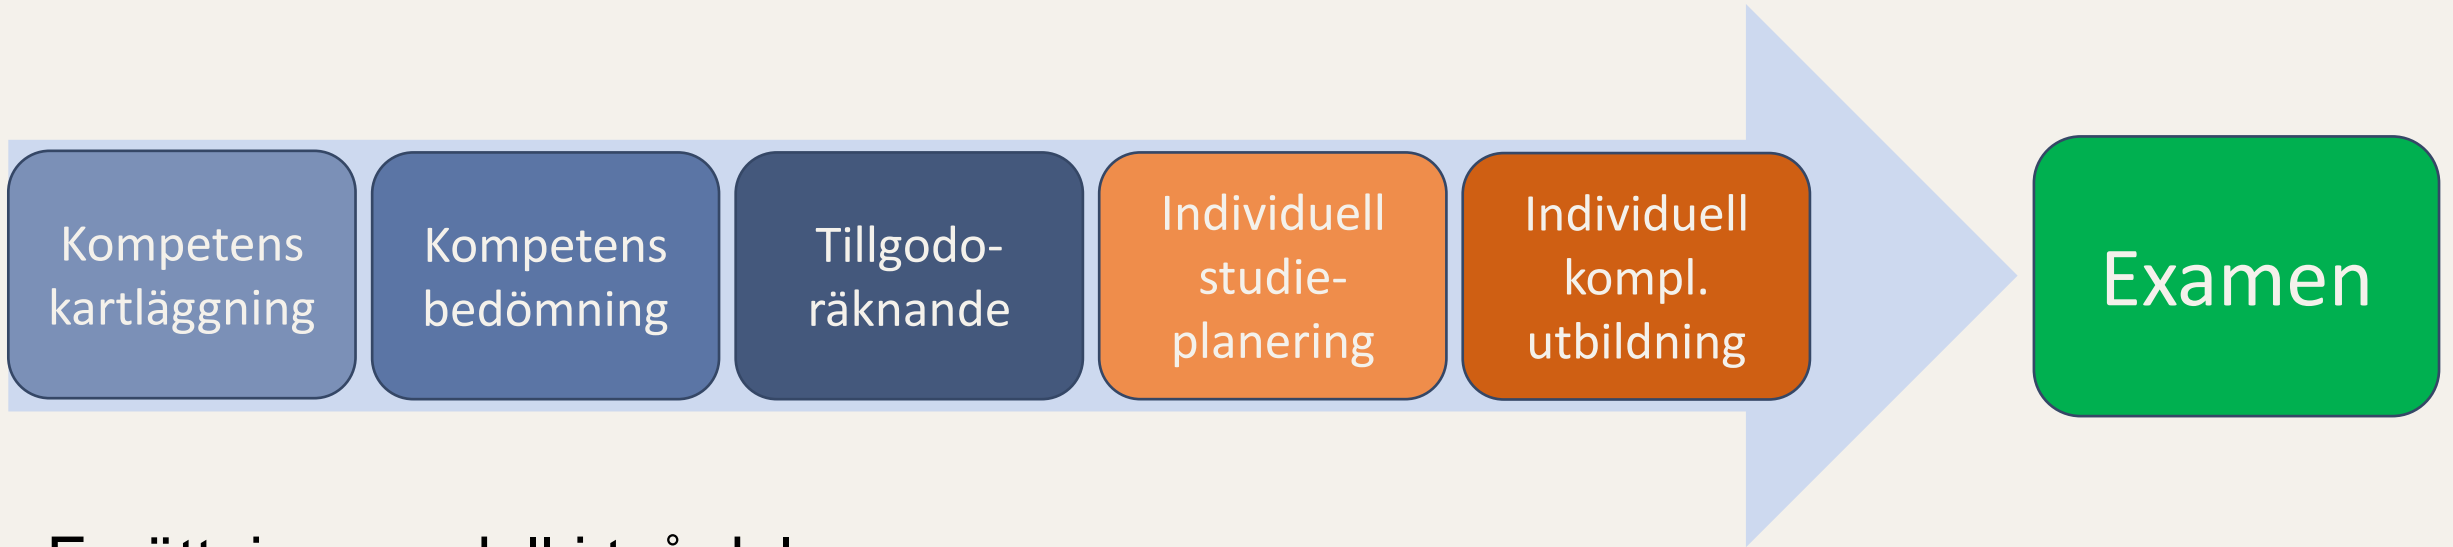 Kompetens
kartläggning
Kompetens
bedömning
Tillgodo-
räknande
Individuell
studie-
planering
Individuell
kompl.
utbildning
Examen